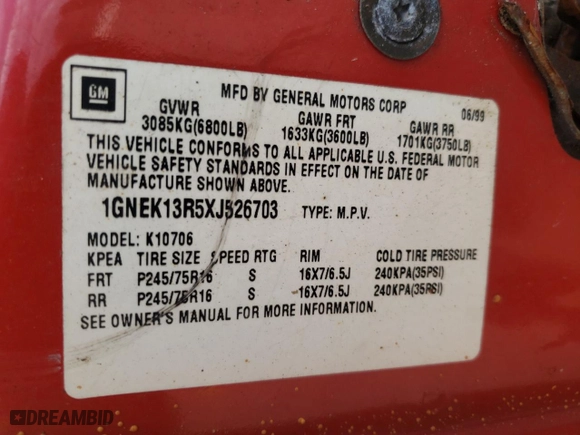 GM
MFD BY GENERAL MOTORS CORP 06/99
GVWR GAWR FRT GAWR RR
3085KG(6800LB) 1633KG(3600LB) 1701KG(3750LB)
THIS VEHICLE CONFORMS TO ALL APPLICABLE U.S. FEDERAL MOTOR
VEHICLE SAFETY STANDARDS IN EFFECT ON THE DATE OF
MANUFACTURE SHOWN ABOVE.
1GNEK13R5XJ526703 TYPE: M.P.V.
MODEL: K10706
KPEA TIRE SIZE SPEED RTG RIM COLD TIRE PRESSURE
FRT P245/75R16 S 16X7/6.5J 240KPA(35PSI)
RR P245/75R16 S 16X7/6.5J 240KPA(35PSI)
SEE OWNER'S MANUAL FOR MORE INFORMATION.
DREAMBID